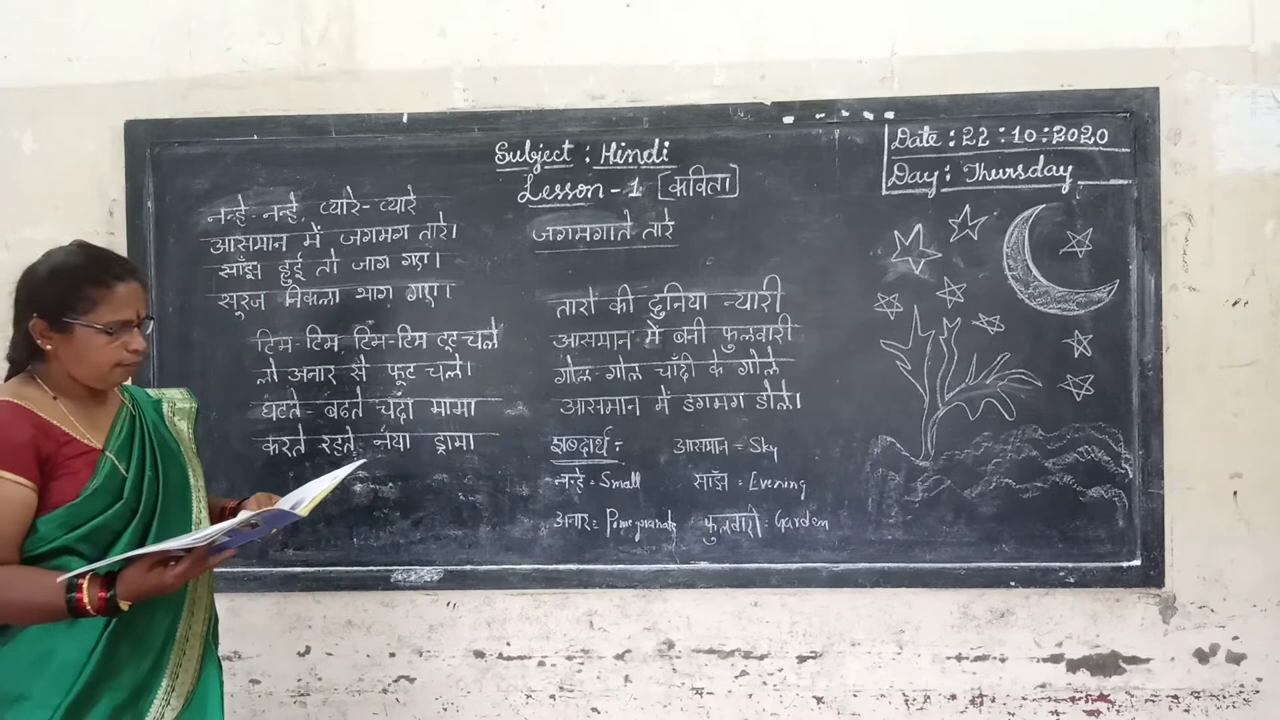 Subject : Hindi
Lesson - 1 [कविता]
Date : 22 : 10 : 2020
Day : Thursday
जगमगाते तारे
नन्हे-नन्हे, प्यारे-प्यारे
आसमान में जगमग तारे।
साँझ हुई तो जाग गए।
सूरज निकला भाग गए।
टिम-टिम, टिम-टिम टूट चले
लो अनार से फूट चले।
घटते-बढते चंदा मामा
करते रहते नया ड्रामा
तारों की दुनिया न्यारी
आसमान में बनी फुलवारी
गोल-गोल चाँदी के गोले
आसमान में डगमग डोले।
शब्दार्थ :-
आसमान = Sky
नन्हे = Small
साँझ = Evening
अनार = Pomegranate
फुलवारी = Garden